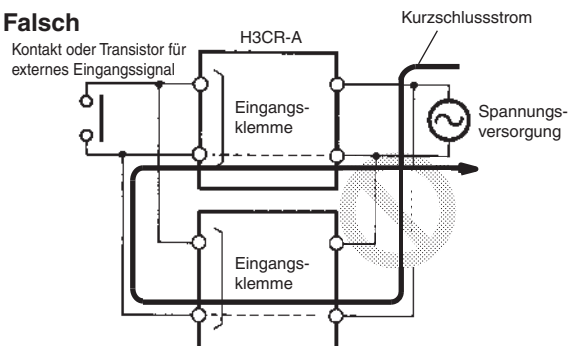 Falsch
Kontakt oder Transistor für
externes Eingangssignal
H3CR-A
Kurzschlussstrom
Eingangs-
klemme
Spannungs-
versorgung
Eingangs-
klemme